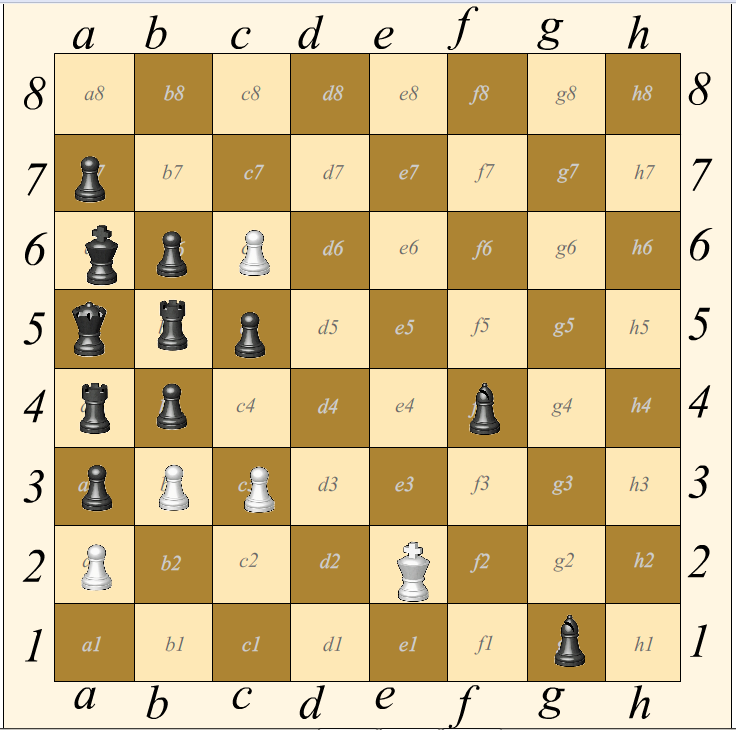 a b c d e f g h
8 a8 b8 c8 d8 e8 f8 g8 h8 8
7 b7 c7 d7 e7 f7 g7 h7 7
6 d6 e6 f6 g6 h6 6
5 d5 e5 f5 g5 h5 5
4 c4 d4 e4 g4 h4 4
3 d3 e3 f3 g3 h3 3
2 b2 c2 d2 f2 g2 h2 2
1 a1 b1 c1 d1 e1 f1 h1 1
a b c d e f g h